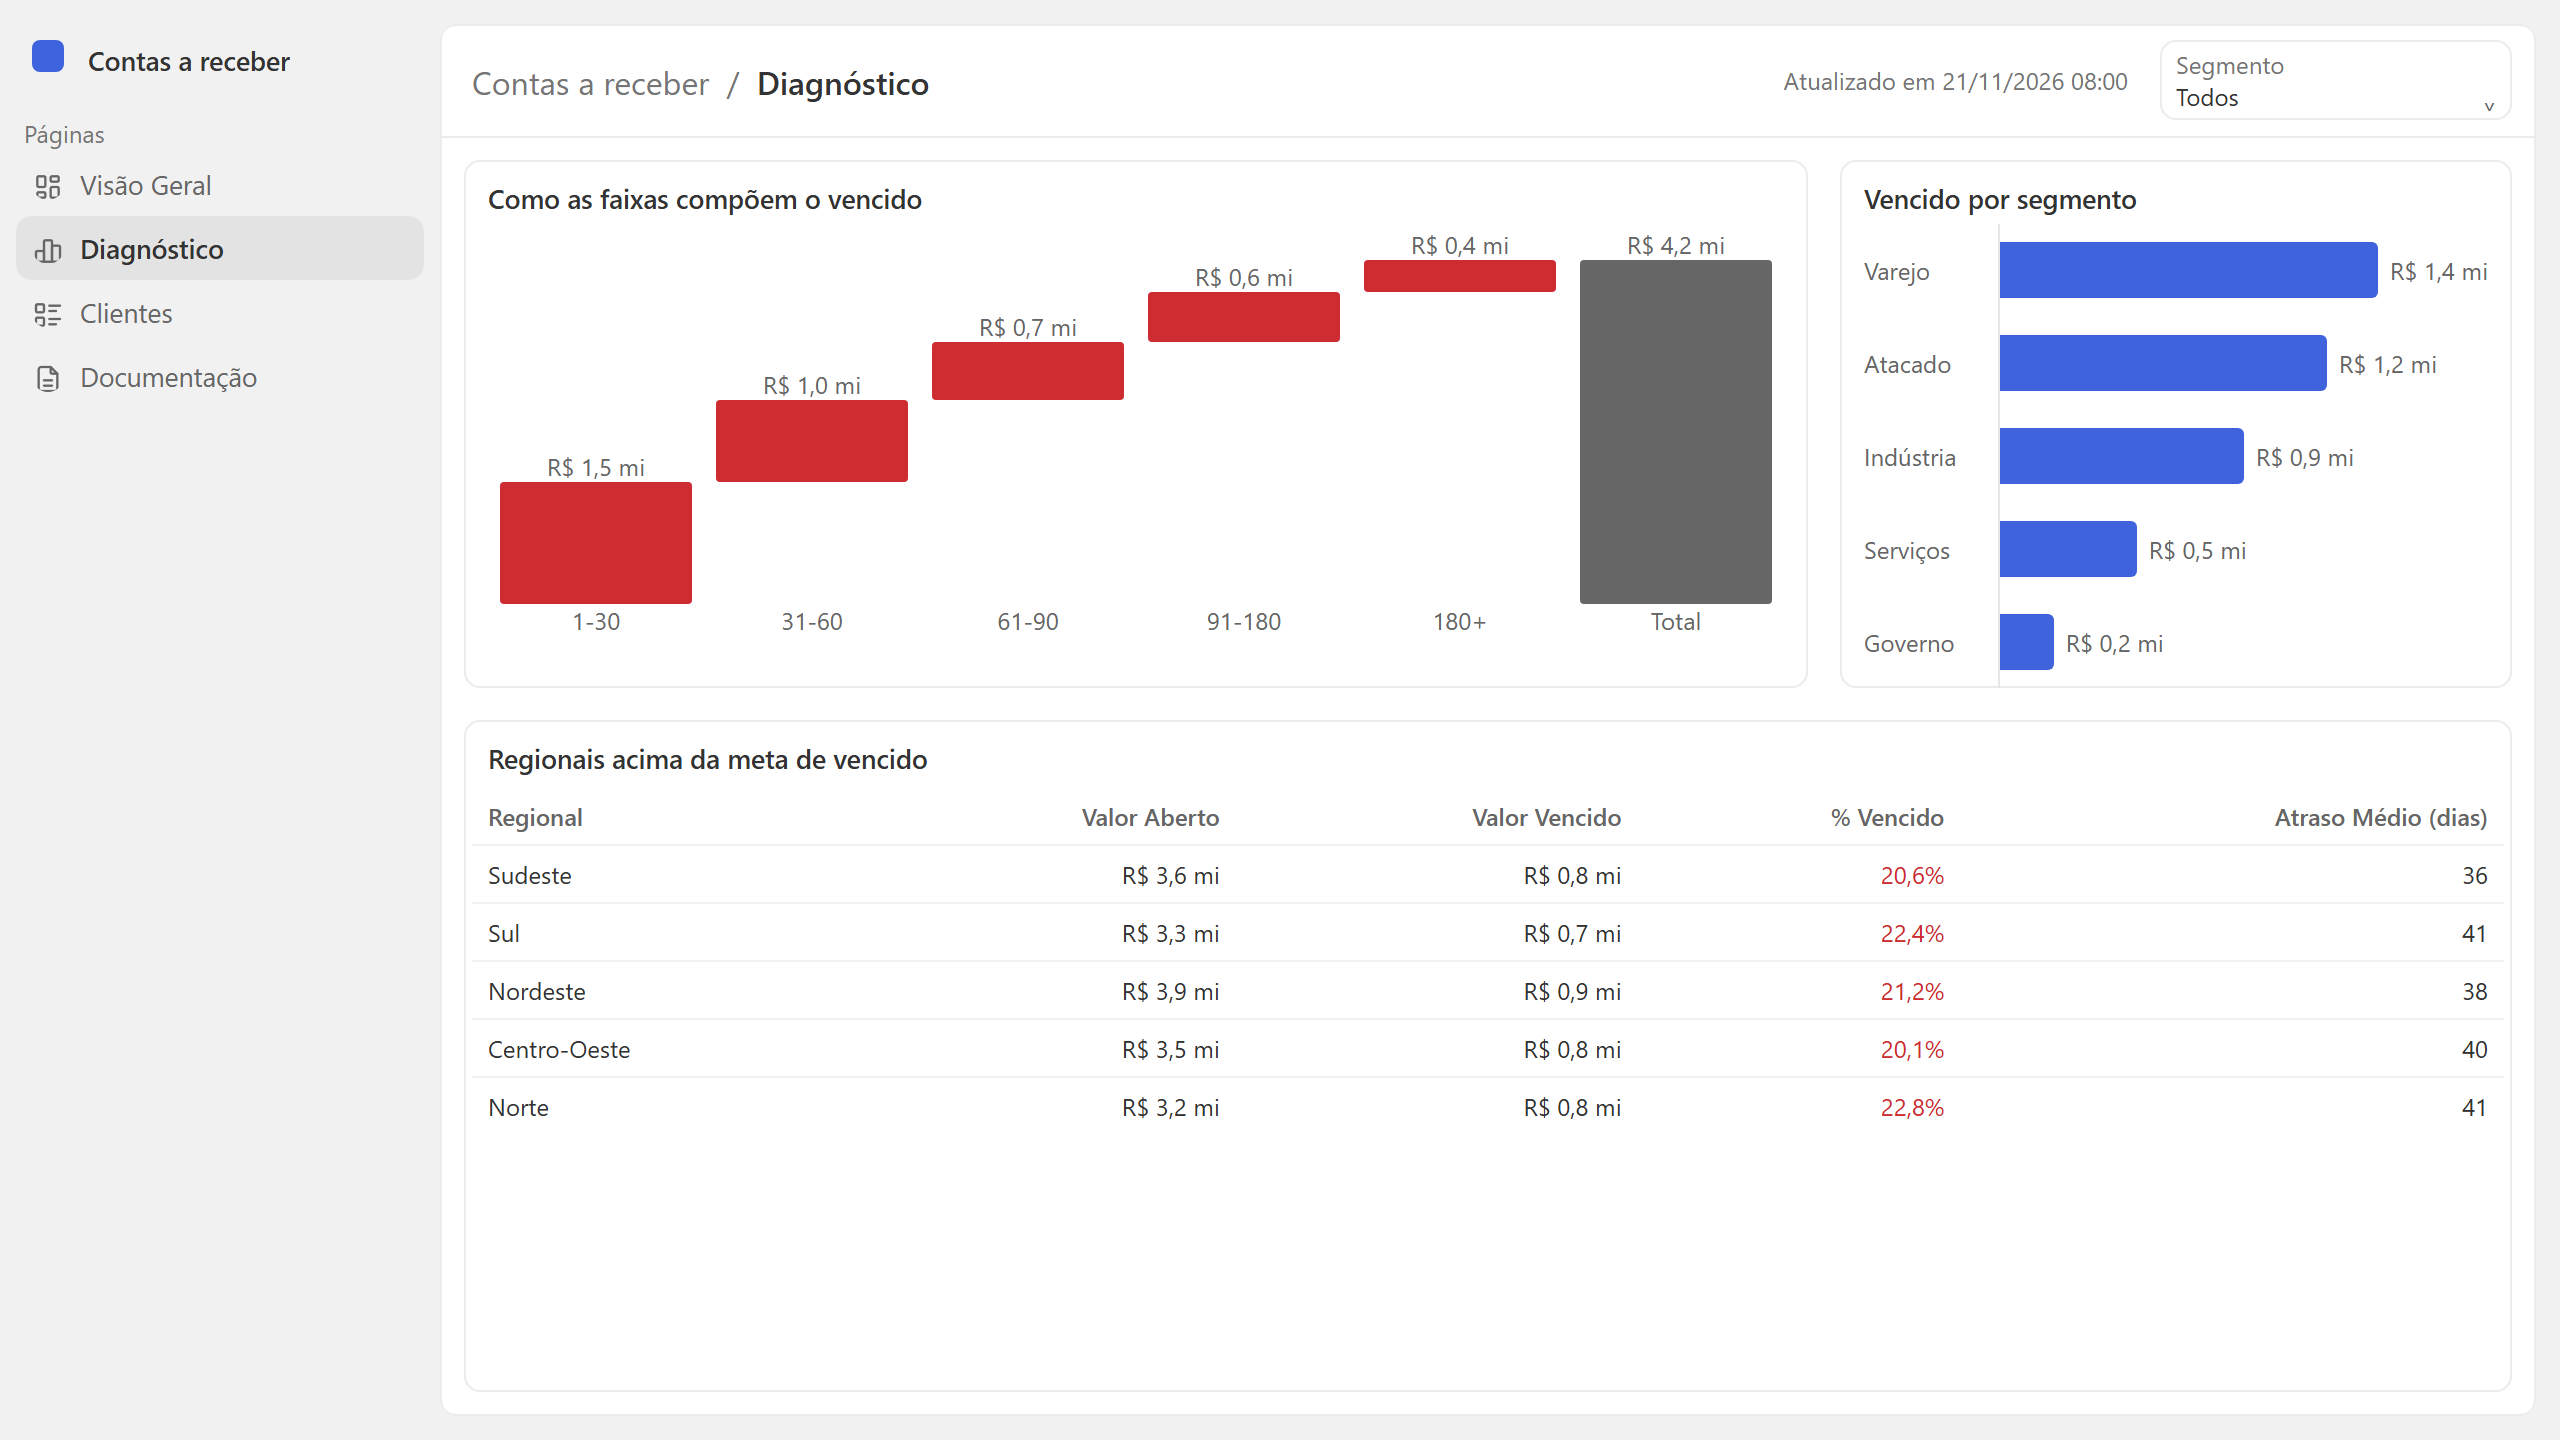 Contas a receber
Páginas
Visão Geral
Diagnóstico
Clientes
Documentação
Contas a receber / Diagnóstico
Atualizado em 21/11/2026 08:00
Segmento
Todos
Como as faixas compõem o vencido
R$ 1,5 mi
R$ 1,0 mi
R$ 0,7 mi
R$ 0,6 mi
R$ 0,4 mi
R$ 4,2 mi
1-30 31-60 61-90 91-180 180+ Total
Vencido por segmento
Varejo R$ 1,4 mi
Atacado R$ 1,2 mi
Indústria R$ 0,9 mi
Serviços R$ 0,5 mi
Governo R$ 0,2 mi
Regionais acima da meta de vencido
Regional Valor Aberto Valor Vencido % Vencido Atraso Médio (dias)
Sudeste R$ 3,6 mi R$ 0,8 mi 20,6% 36
Sul R$ 3,3 mi R$ 0,7 mi 22,4% 41
Nordeste R$ 3,9 mi R$ 0,9 mi 21,2% 38
Centro-Oeste R$ 3,5 mi R$ 0,8 mi 20,1% 40
Norte R$ 3,2 mi R$ 0,8 mi 22,8% 41